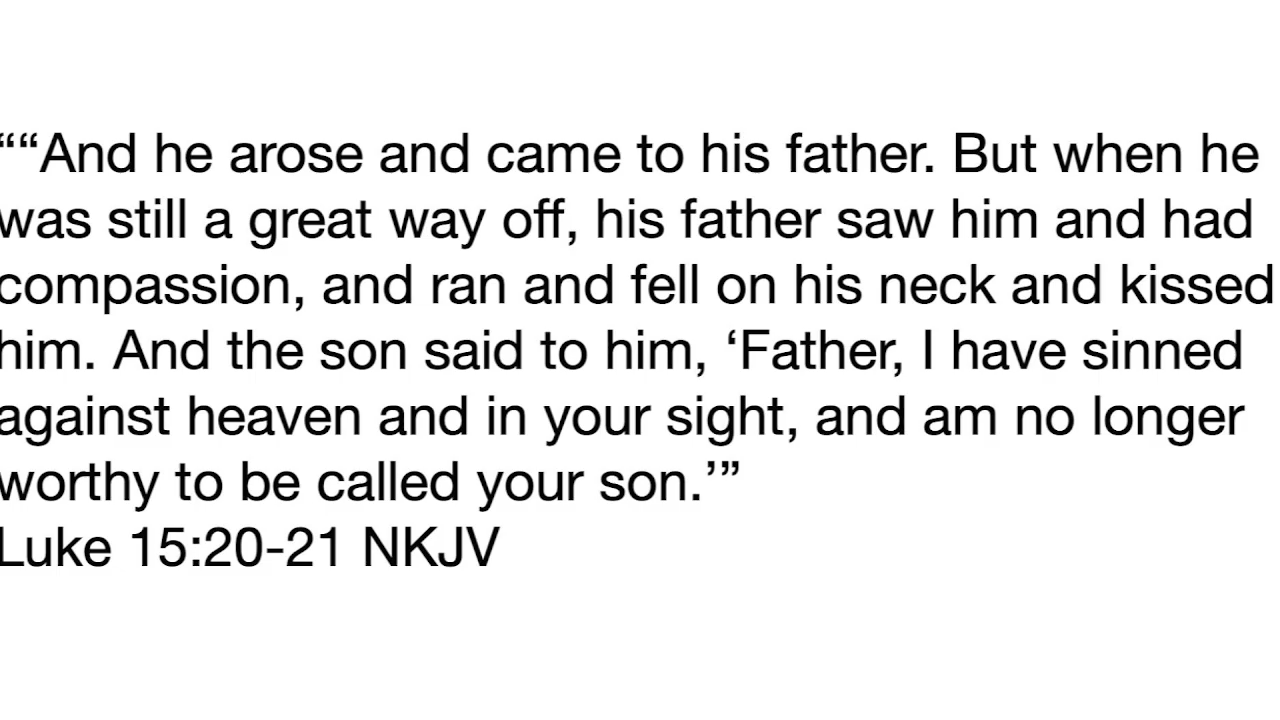 ““And he arose and came to his father. But when he
was still a great way off, his father saw him and had
compassion, and ran and fell on his neck and kissed
him. And the son said to him, ‘Father, I have sinned
against heaven and in your sight, and am no longer
worthy to be called your son.’”
Luke 15:20-21 NKJV